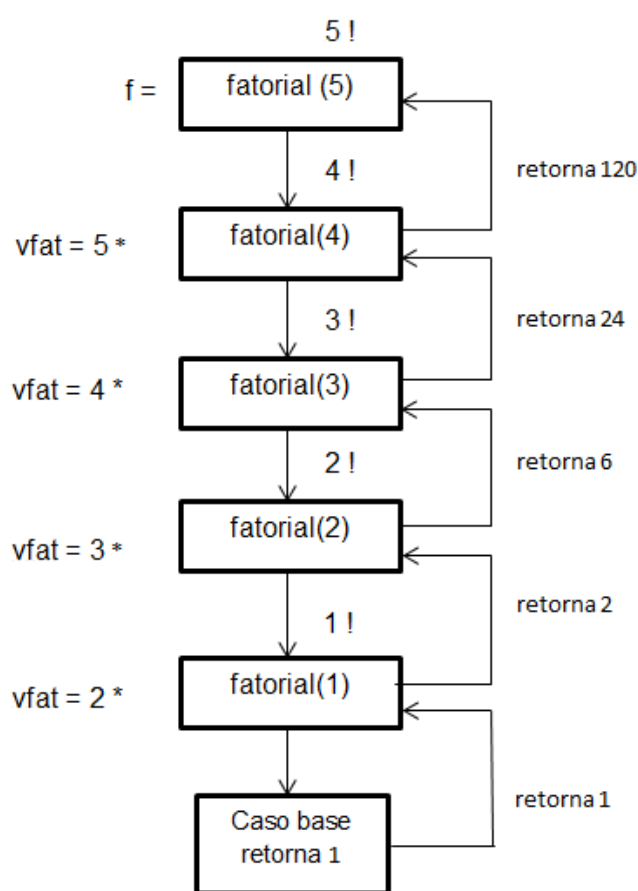 5 !
f =
fatorial (5)
4 !
retorna 120
vfat = 5 *
fatorial(4)
3 !
retorna 24
vfat = 4 *
fatorial(3)
2 !
retorna 6
vfat = 3 *
fatorial(2)
1 !
retorna 2
vfat = 2 *
fatorial(1)
retorna 1
Caso base
retorna 1